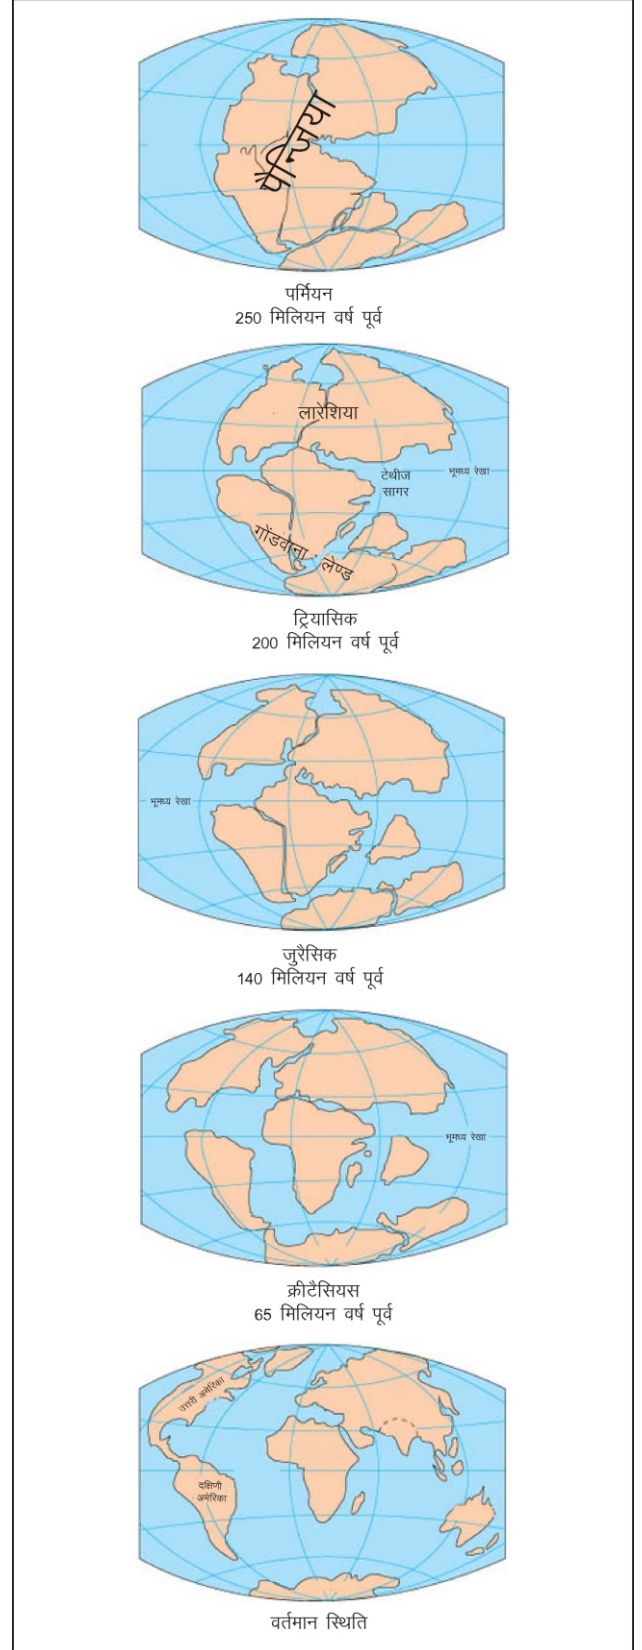 पैन्जिया
पर्मियन
250 मिलियन वर्ष पूर्व
लारेशिया
टेथीज
सागर
भूमध्य रेखा
गोंडवाना लेण्ड
ट्रियासिक
200 मिलियन वर्ष पूर्व
भूमध्य रेखा
जुरैसिक
140 मिलियन वर्ष पूर्व
भूमध्य रेखा
क्रीटैसियस
65 मिलियन वर्ष पूर्व
उत्तरी अमेरिका
दक्षिणी
अमेरिका
वर्तमान स्थिति